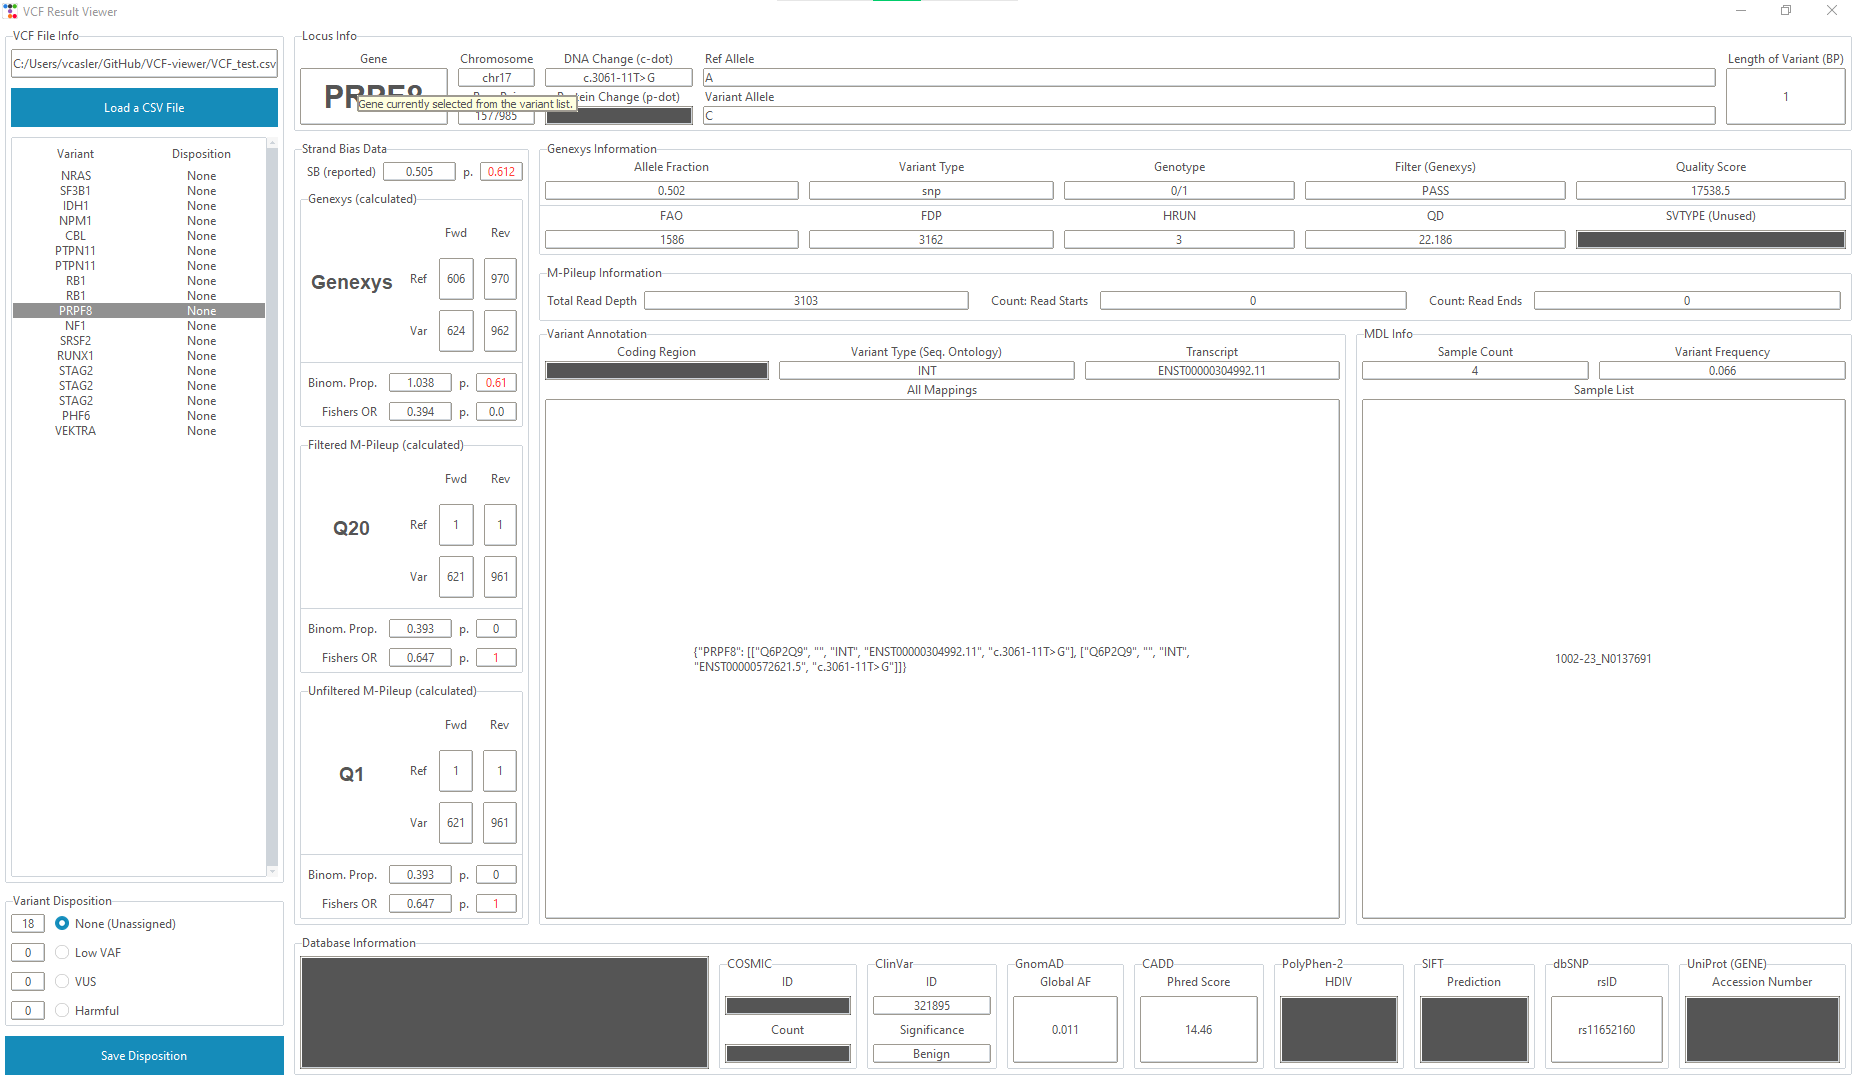 VCF Result Viewer
VCF File Info
C:/Users/vcasler/GitHub/VCF-viewer/VCF_test.csv
Load a CSV File
Variant Disposition
NRAS None
SF3B1 None
IDH1 None
NPM1 None
CBL None
PTPN11 None
PTPN11 None
RB1 None
RB1 None
PRPF8 None
NF1 None
SRSF2 None
RUNX1 None
STAG2 None
STAG2 None
STAG2 None
PHF6 None
VEKTRA None
Variant Disposition
18 None (Unassigned)
0 Low VAF
0 VUS
0 Harmful
Save Disposition
Locus Info
Gene Chromosome DNA Change (c-dot) Ref Allele Length of Variant (BP)
PRPF8 chr17 c.3061-11T>G A 1
Gene currently selected from the variant list.
Protein Change (p-dot) Variant Allele
1577985 C
Strand Bias Data
SB (reported) 0.505 p. 0.612
Genexys (calculated)
Fwd Rev
Genexys
Ref 606 970
Var 624 962
Binom. Prop. 1.038 p. 0.61
Fishers OR 0.394 p. 0.0
Filtered M-Pileup (calculated)
Fwd Rev
Q20
Ref 1 1
Var 621 961
Binom. Prop. 0.393 p. 0
Fishers OR 0.647 p. 1
Unfiltered M-Pileup (calculated)
Fwd Rev
Q1
Ref 1 1
Var 621 961
Binom. Prop. 0.393 p. 0
Fishers OR 0.647 p. 1
Genexys Information
Allele Fraction Variant Type Genotype Filter (Genexys) Quality Score
0.502 snp 0/1 PASS 17538.5
FAO FDP HRUN QD SVTYPE (Unused)
1586 3162 3 22.186
M-Pileup Information
Total Read Depth 3103 Count: Read Starts 0 Count: Read Ends 0
Variant Annotation
Coding Region Variant Type (Seq. Ontology) Transcript
INT ENST00000304992.11
All Mappings
{"PRPF8": [["Q6P2Q9", "", "INT", "ENST00000304992.11", "c.3061-11T>G"], ["Q6P2Q9", "", "INT",
"ENST00000572621.5", "c.3061-11T>G"]]}
MDL Info
Sample Count Variant Frequency
4 0.066
Sample List
1002-23_N0137691
Database Information
COSMIC
ID
Count
ClinVar
ID
321895
Significance
Benign
GnomAD
Global AF
0.011
CADD
Phred Score
14.46
PolyPhen-2
HDIV
SIFT
Prediction
dbSNP
rsID
rs11652160
UniProt (GENE)
Accession Number